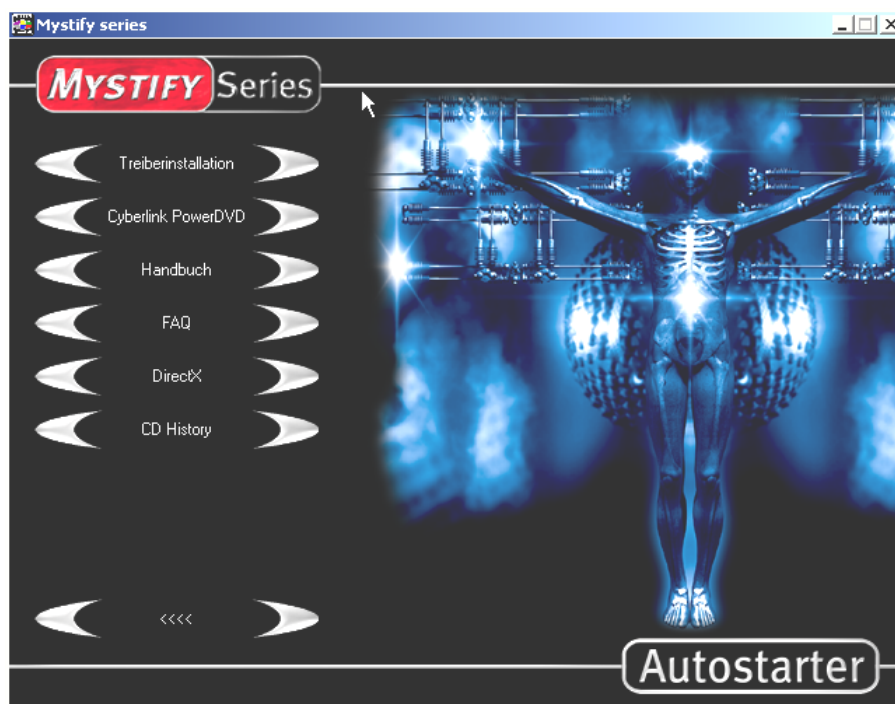 Mystify series
MYSTIFY Series
Treiberinstallation
Cyberlink PowerDVD
Handbuch
FAQ
DirectX
CD History
<<<<
Autostarter